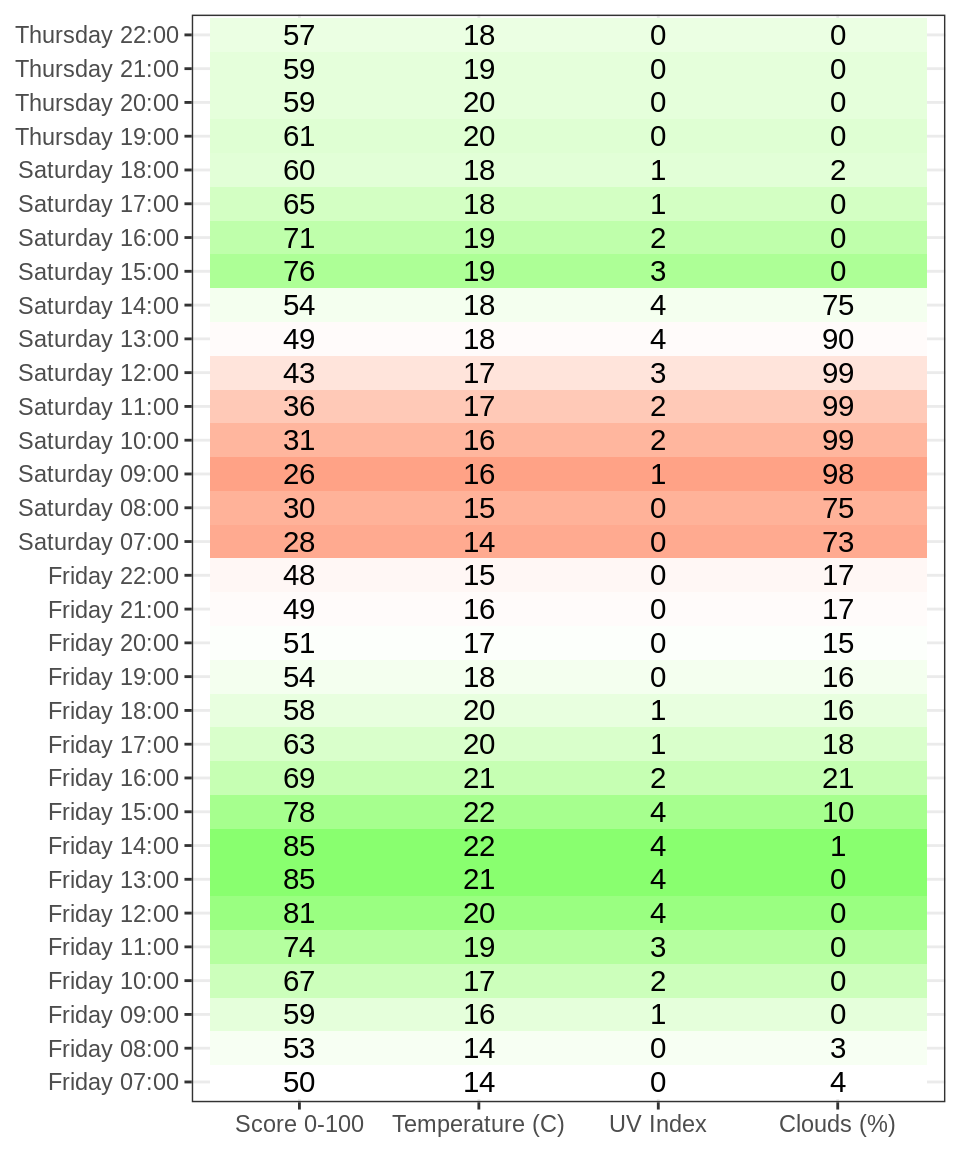 Thursday 22:00 57 18 0 0
Thursday 21:00 59 19 0 0
Thursday 20:00 59 20 0 0
Thursday 19:00 61 20 0 0
Saturday 18:00 60 18 1 2
Saturday 17:00 65 18 1 0
Saturday 16:00 71 19 2 0
Saturday 15:00 76 19 3 0
Saturday 14:00 54 18 4 75
Saturday 13:00 49 18 4 90
Saturday 12:00 43 17 3 99
Saturday 11:00 36 17 2 99
Saturday 10:00 31 16 2 99
Saturday 09:00 26 16 1 98
Saturday 08:00 30 15 0 75
Saturday 07:00 28 14 0 73
Friday 22:00 48 15 0 17
Friday 21:00 49 16 0 17
Friday 20:00 51 17 0 15
Friday 19:00 54 18 0 16
Friday 18:00 58 20 1 16
Friday 17:00 63 20 1 18
Friday 16:00 69 21 2 21
Friday 15:00 78 22 4 10
Friday 14:00 85 22 4 1
Friday 13:00 85 21 4 0
Friday 12:00 81 20 4 0
Friday 11:00 74 19 3 0
Friday 10:00 67 17 2 0
Friday 09:00 59 16 1 0
Friday 08:00 53 14 0 3
Friday 07:00 50 14 0 4
Score 0-100 Temperature (C) UV Index Clouds (%)